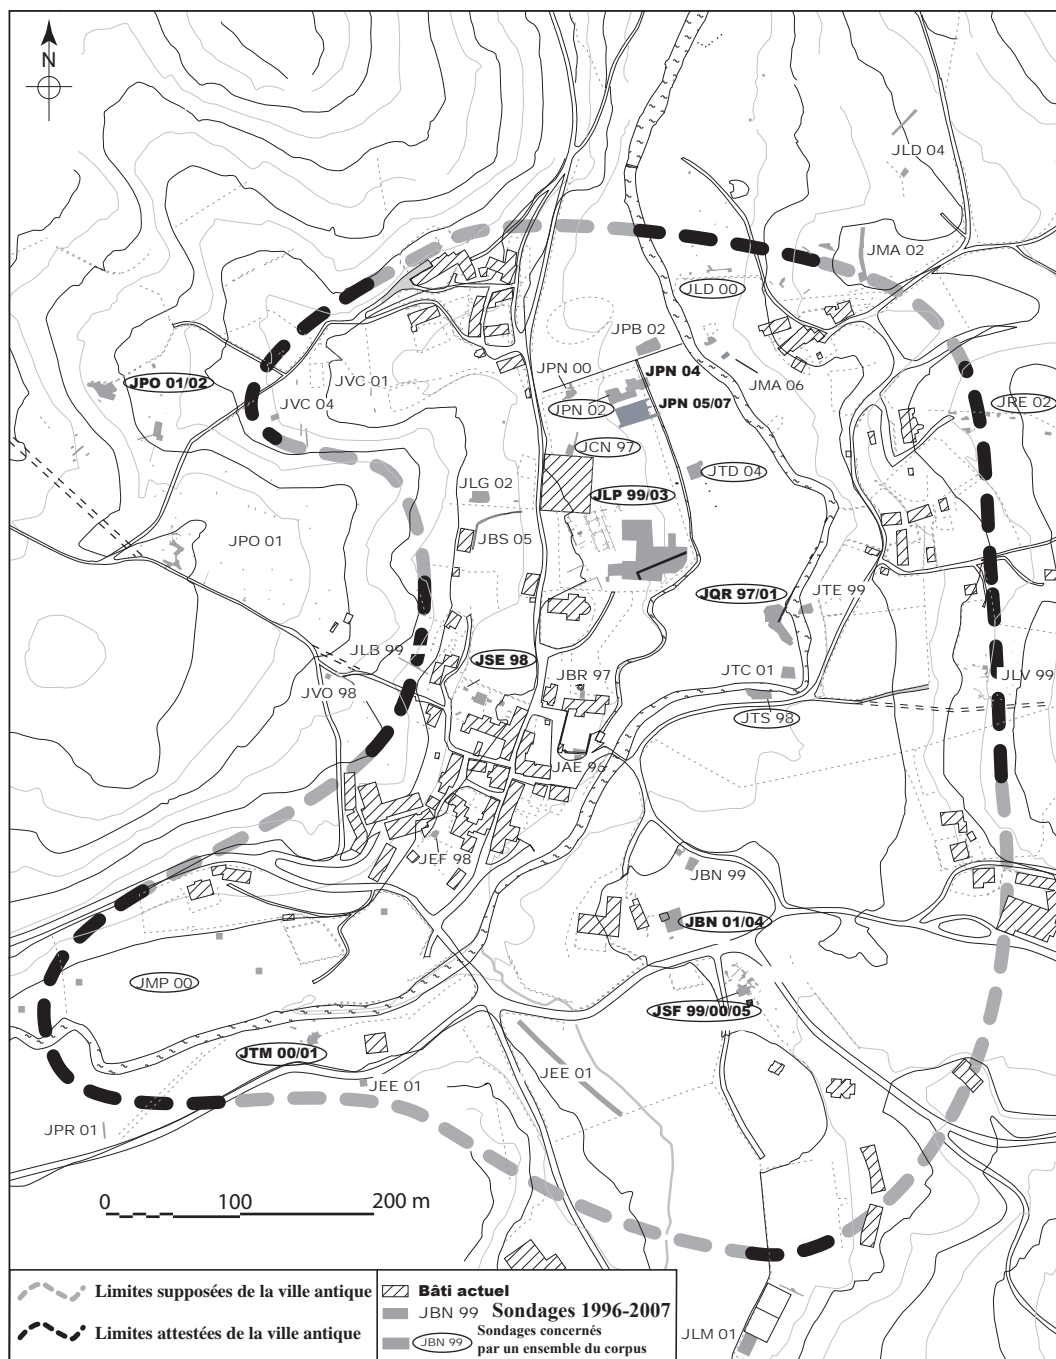 N
JLD 04
JMA 02
JLD 00
JPB 02
JPN 00
JPN 04
JMA 06
JVC 01
JPO 01/02
JPN 02
JPN 05/07
JRE 02
JVC 04
JCN 97
JTD 04
JLG 02
JLP 99/03
JBS 05
JPO 01
JQR 97/01
JTE 99
JLB 99
JSE 98
JBR 97
JTC 01
JLV 99
JVO 98
JTS 98
JAE 96
JEF 98
JBN 99
JBN 01/04
JMP 00
JSF 99/00/05
JTM 00/01
JEE 01
JEE 01
JPR 01
0 100 200 m
Limites supposées de la ville antique
Limites attestées de la ville antique
Bâti actuel
JBN 99 Sondages 1996-2007
JBN 99 Sondages concernés
par un ensemble du corpus
JLM 01